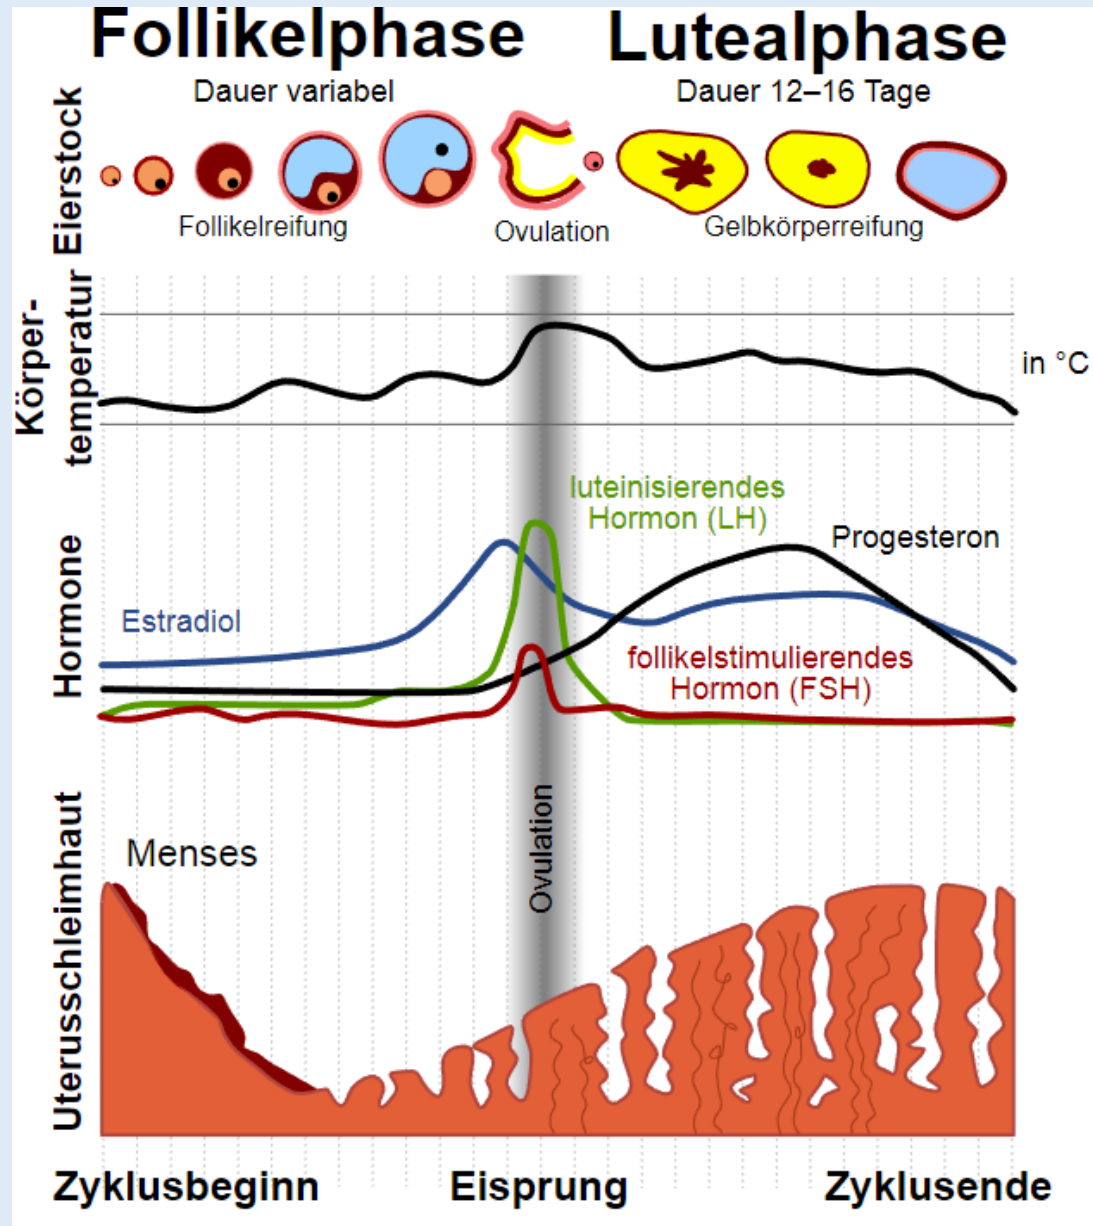 Follikelphase
Lutealphase
Dauer variabel
Dauer 12–16 Tage
Eierstock
Follikelreifung
Ovulation
Gelbkörperreifung
Körper-
temperatur
in °C
Hormone
luteinisierendes
Hormon (LH)
Progesteron
Estradiol
follikelstimulierendes
Hormon (FSH)
Ovulation
Uterusschleimhaut
Menses
Zyklusbeginn
Eisprung
Zyklusende